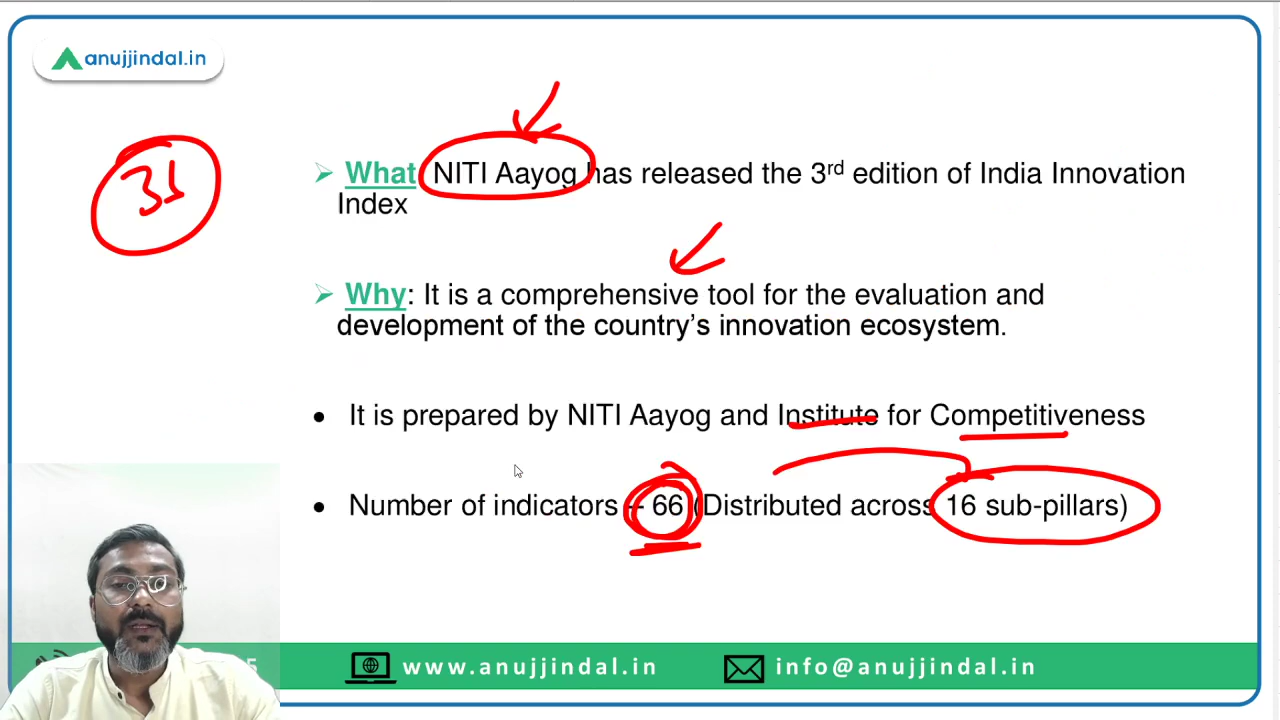 anujjindal.in
What: NITI Aayog has released the 3rd edition of India Innovation
Index
Why: It is a comprehensive tool for the evaluation and
development of the country's innovation ecosystem.
• It is prepared by NITI Aayog and Institute for Competitiveness
• Number of indicators – 66 (Distributed across 16 sub-pillars)
5
www.anujjindal.in
info@anujjindal.in